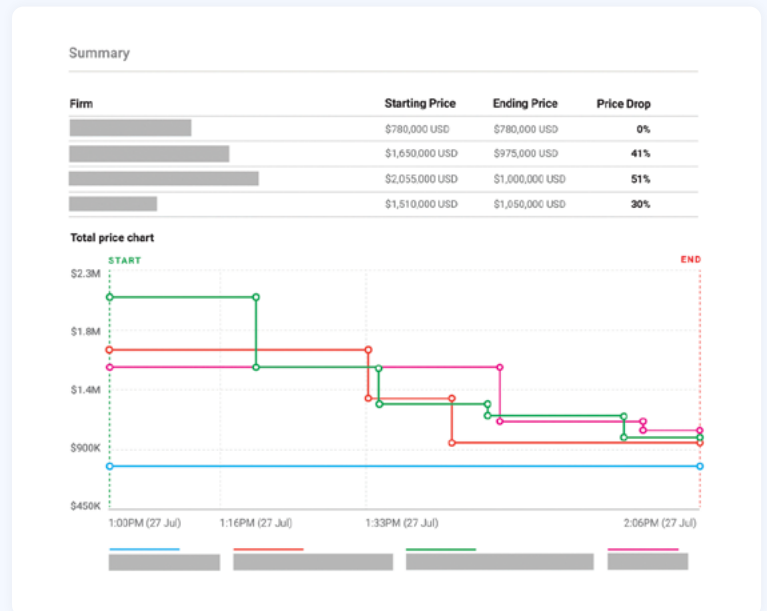 Summary
Firm Starting Price Ending Price Price Drop
$780,000 USD $780,000 USD 0%
$1,650,000 USD $975,000 USD 41%
$2,055,000 USD $1,000,000 USD 51%
$1,510,000 USD $1,050,000 USD 30%
Total price chart
START END
$2.3M
$1.8M
$1.4M
$900K
$450K
1:00PM (27 Jul) 1:16PM (27 Jul) 1:33PM (27 Jul) 2:06PM (27 Jul)